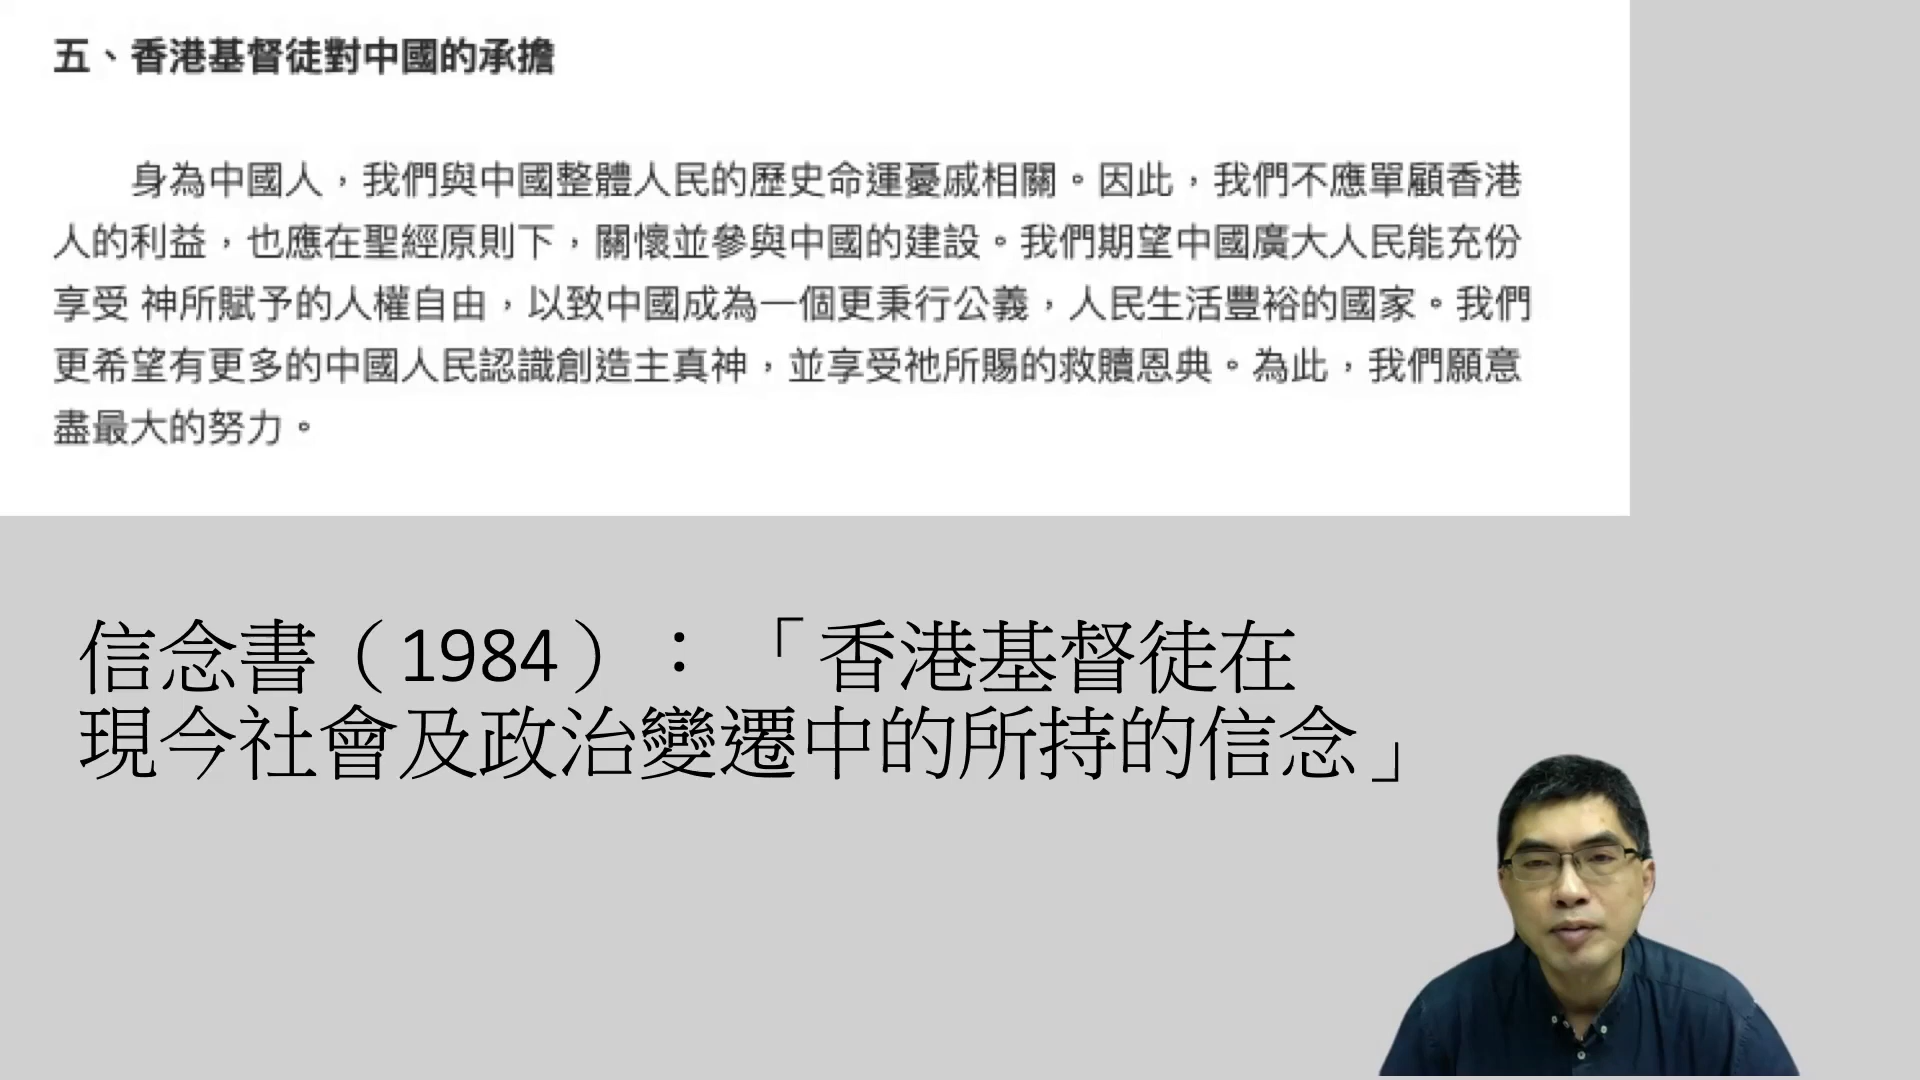 五、香港基督徒對中國的承擔
身為中國人，我們與中國整體人民的歷史命運憂戚相關。因此，我們不應單顧香港
人的利益，也應在聖經原則下，關懷並參與中國的建設。我們期望中國廣大人民能充份
享受 神所賦予的人權自由，以致中國成為一個更秉行公義，人民生活豐裕的國家。我們
更希望有更多的中國人民認識創造主真神，並享受祂所賜的救贖恩典。為此，我們願意
盡最大的努力。
信念書（1984）：「香港基督徒在
現今社會及政治變遷中的所持的信念」